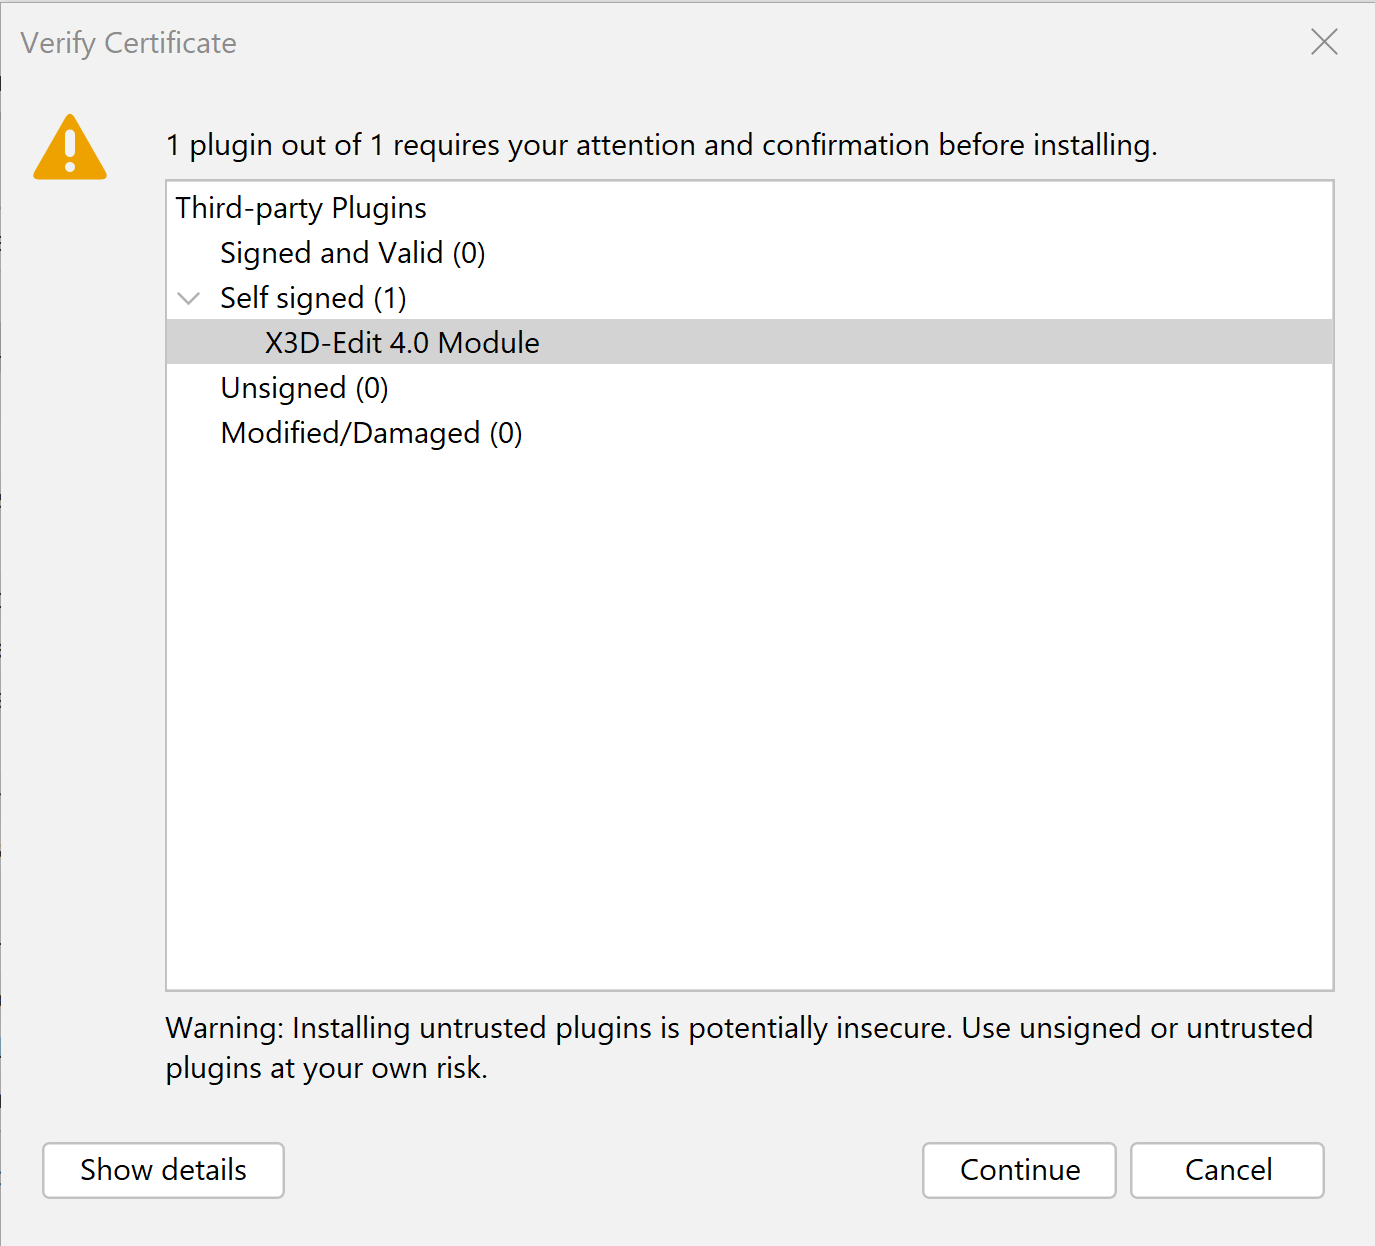 Verify Certificate
1 plugin out of 1 requires your attention and confirmation before installing.
Third-party Plugins
Signed and Valid (0)
Self signed (1)
X3D-Edit 4.0 Module
Unsigned (0)
Modified/Damaged (0)
Warning: Installing untrusted plugins is potentially insecure. Use unsigned or untrusted
plugins at your own risk.
Show details
Continue
Cancel